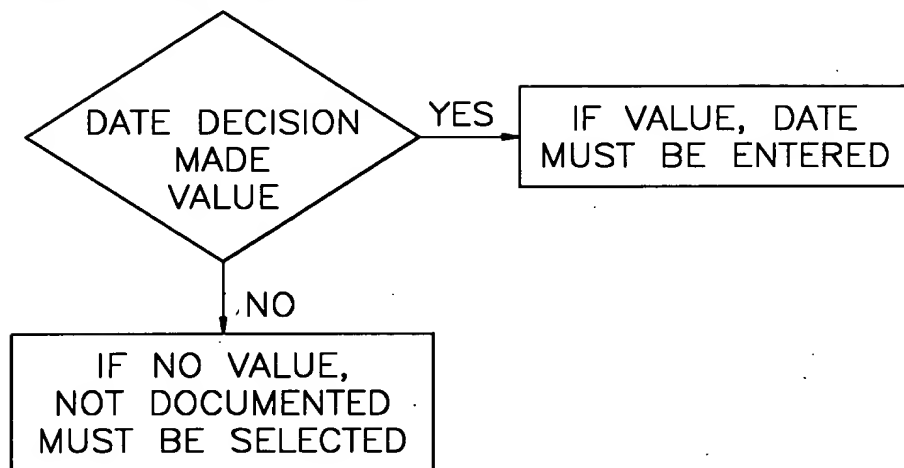 DATE DECISION
MADE
VALUE
YES
IF VALUE, DATE
MUST BE ENTERED
NO
IF NO VALUE,
NOT DOCUMENTED
MUST BE SELECTED